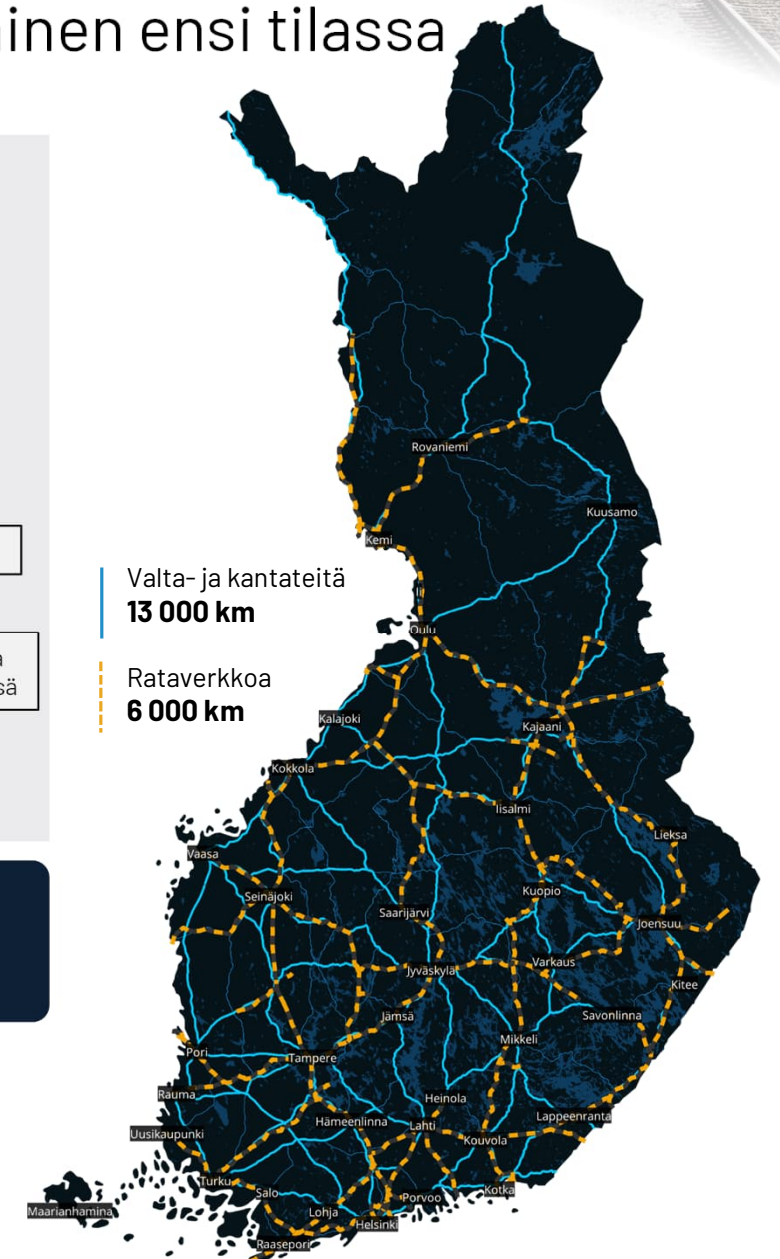 ensi tilassa
Valta- ja kantateitä
13 000 km
Rataverkkoa
6 000 km
Rovaniemi
Kuusamo
Kemi
Ii
Oulu
Kalajoki
Kajaani
Kokkola
Iisalmi
Lieksa
Vaasa
Kuopio
Seinäjoki
Saarijärvi
Joensuu
Jyväskylä
Varkaus
Kitee
Jämsä
Savonlinna
Mikkeli
Pori
Tampere
Rauma
Heinola
Hämeenlinna
Lahti
Lappeenranta
Uusikaupunki
Kouvola
Turku
Salo
Kotka
Porvoo
Maarianhamina
Lohja
Helsinki
Raasepori